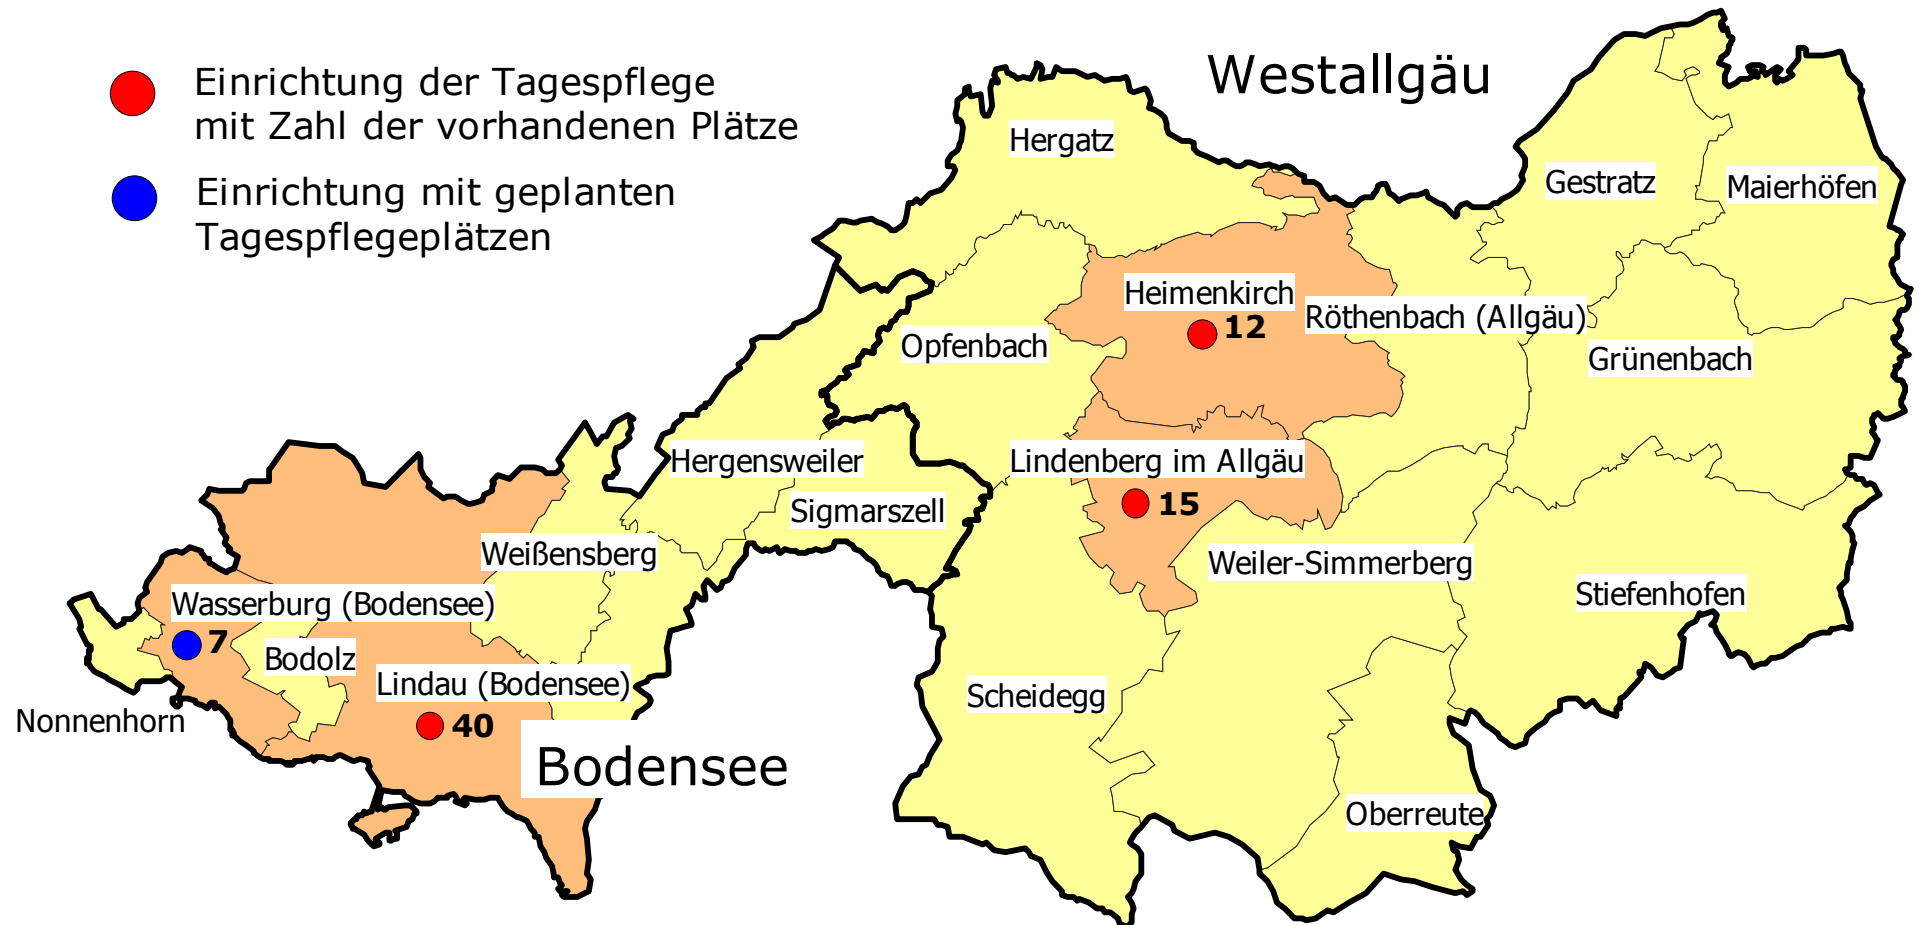 Einrichtung der Tagespflege
mit Zahl der vorhandenen Plätze
Einrichtung mit geplanten
Tagespflegeplätzen
Westallgäu
Hergatz
Gestratz
Maierhöfen
Heimenkirch
12
Röthenbach (Allgäu)
Opfenbach
Grünenbach
Hergensweiler
Lindenberg im Allgäu
15
Sigmarszell
Weißensberg
Weiler-Simmerberg
Stiefenhofen
Wasserburg (Bodensee)
7
Bodolz
Lindau (Bodensee)
40
Scheidegg
Nonnenhorn
Bodensee
Oberreute